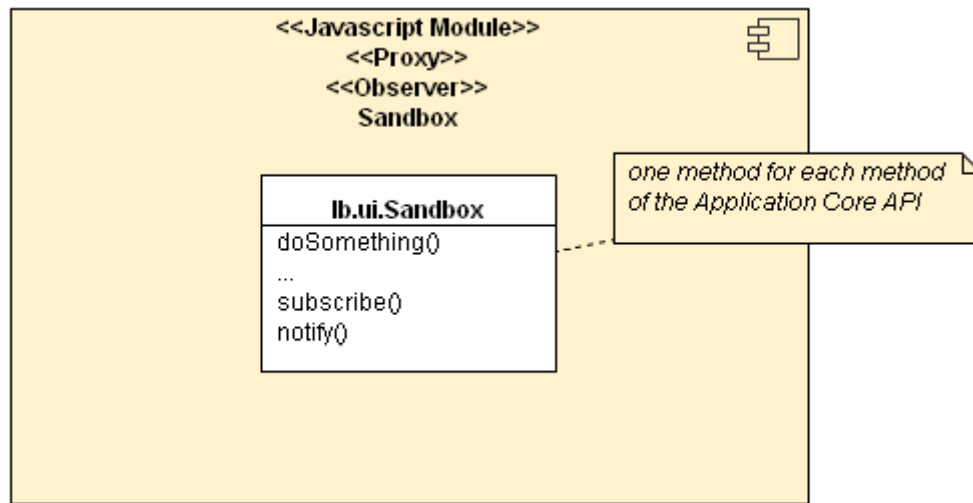 <<Javascript Module>>
<<Proxy>>
<<Observer>>
Sandbox
one method for each method
of the Application Core API
lb.ui.Sandbox
doSomething()
...
subscribe()
notify()